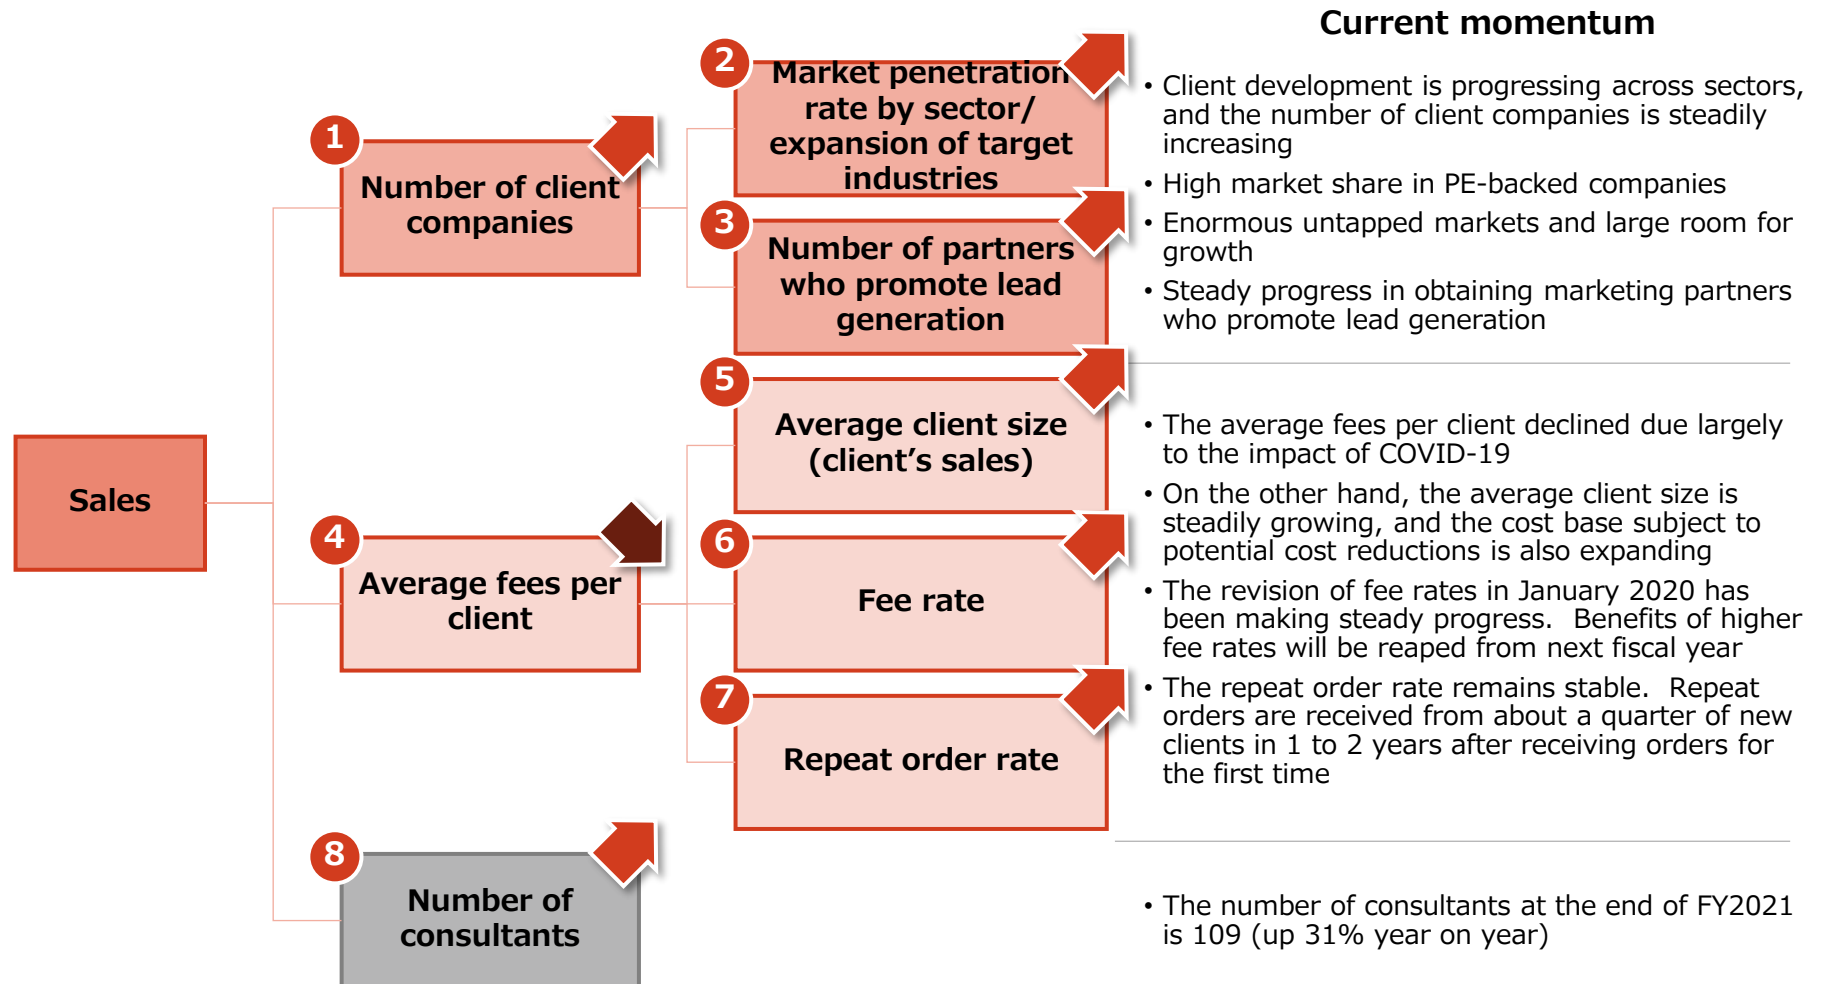 Current momentum
Sales
1
Number of client
companies
2
Market penetration
rate by sector/
expansion of target
industries
3
Number of partners
who promote lead
generation
• Client development is progressing across sectors,
and the number of client companies is steadily
increasing
• High market share in PE-backed companies
• Enormous untapped markets and large room for
growth
• Steady progress in obtaining marketing partners
who promote lead generation
4
Average fees per
client
5
Average client size
(client’s sales)
6
Fee rate
7
Repeat order rate
• The average fees per client declined due largely
to the impact of COVID-19
• On the other hand, the average client size is
steadily growing, and the cost base subject to
potential cost reductions is also expanding
• The revision of fee rates in January 2020 has
been making steady progress.  Benefits of higher
fee rates will be reaped from next fiscal year
• The repeat order rate remains stable.  Repeat
orders are received from about a quarter of new
clients in 1 to 2 years after receiving orders for
the first time
8
Number of
consultants
• The number of consultants at the end of FY2021
is 109 (up 31% year on year)